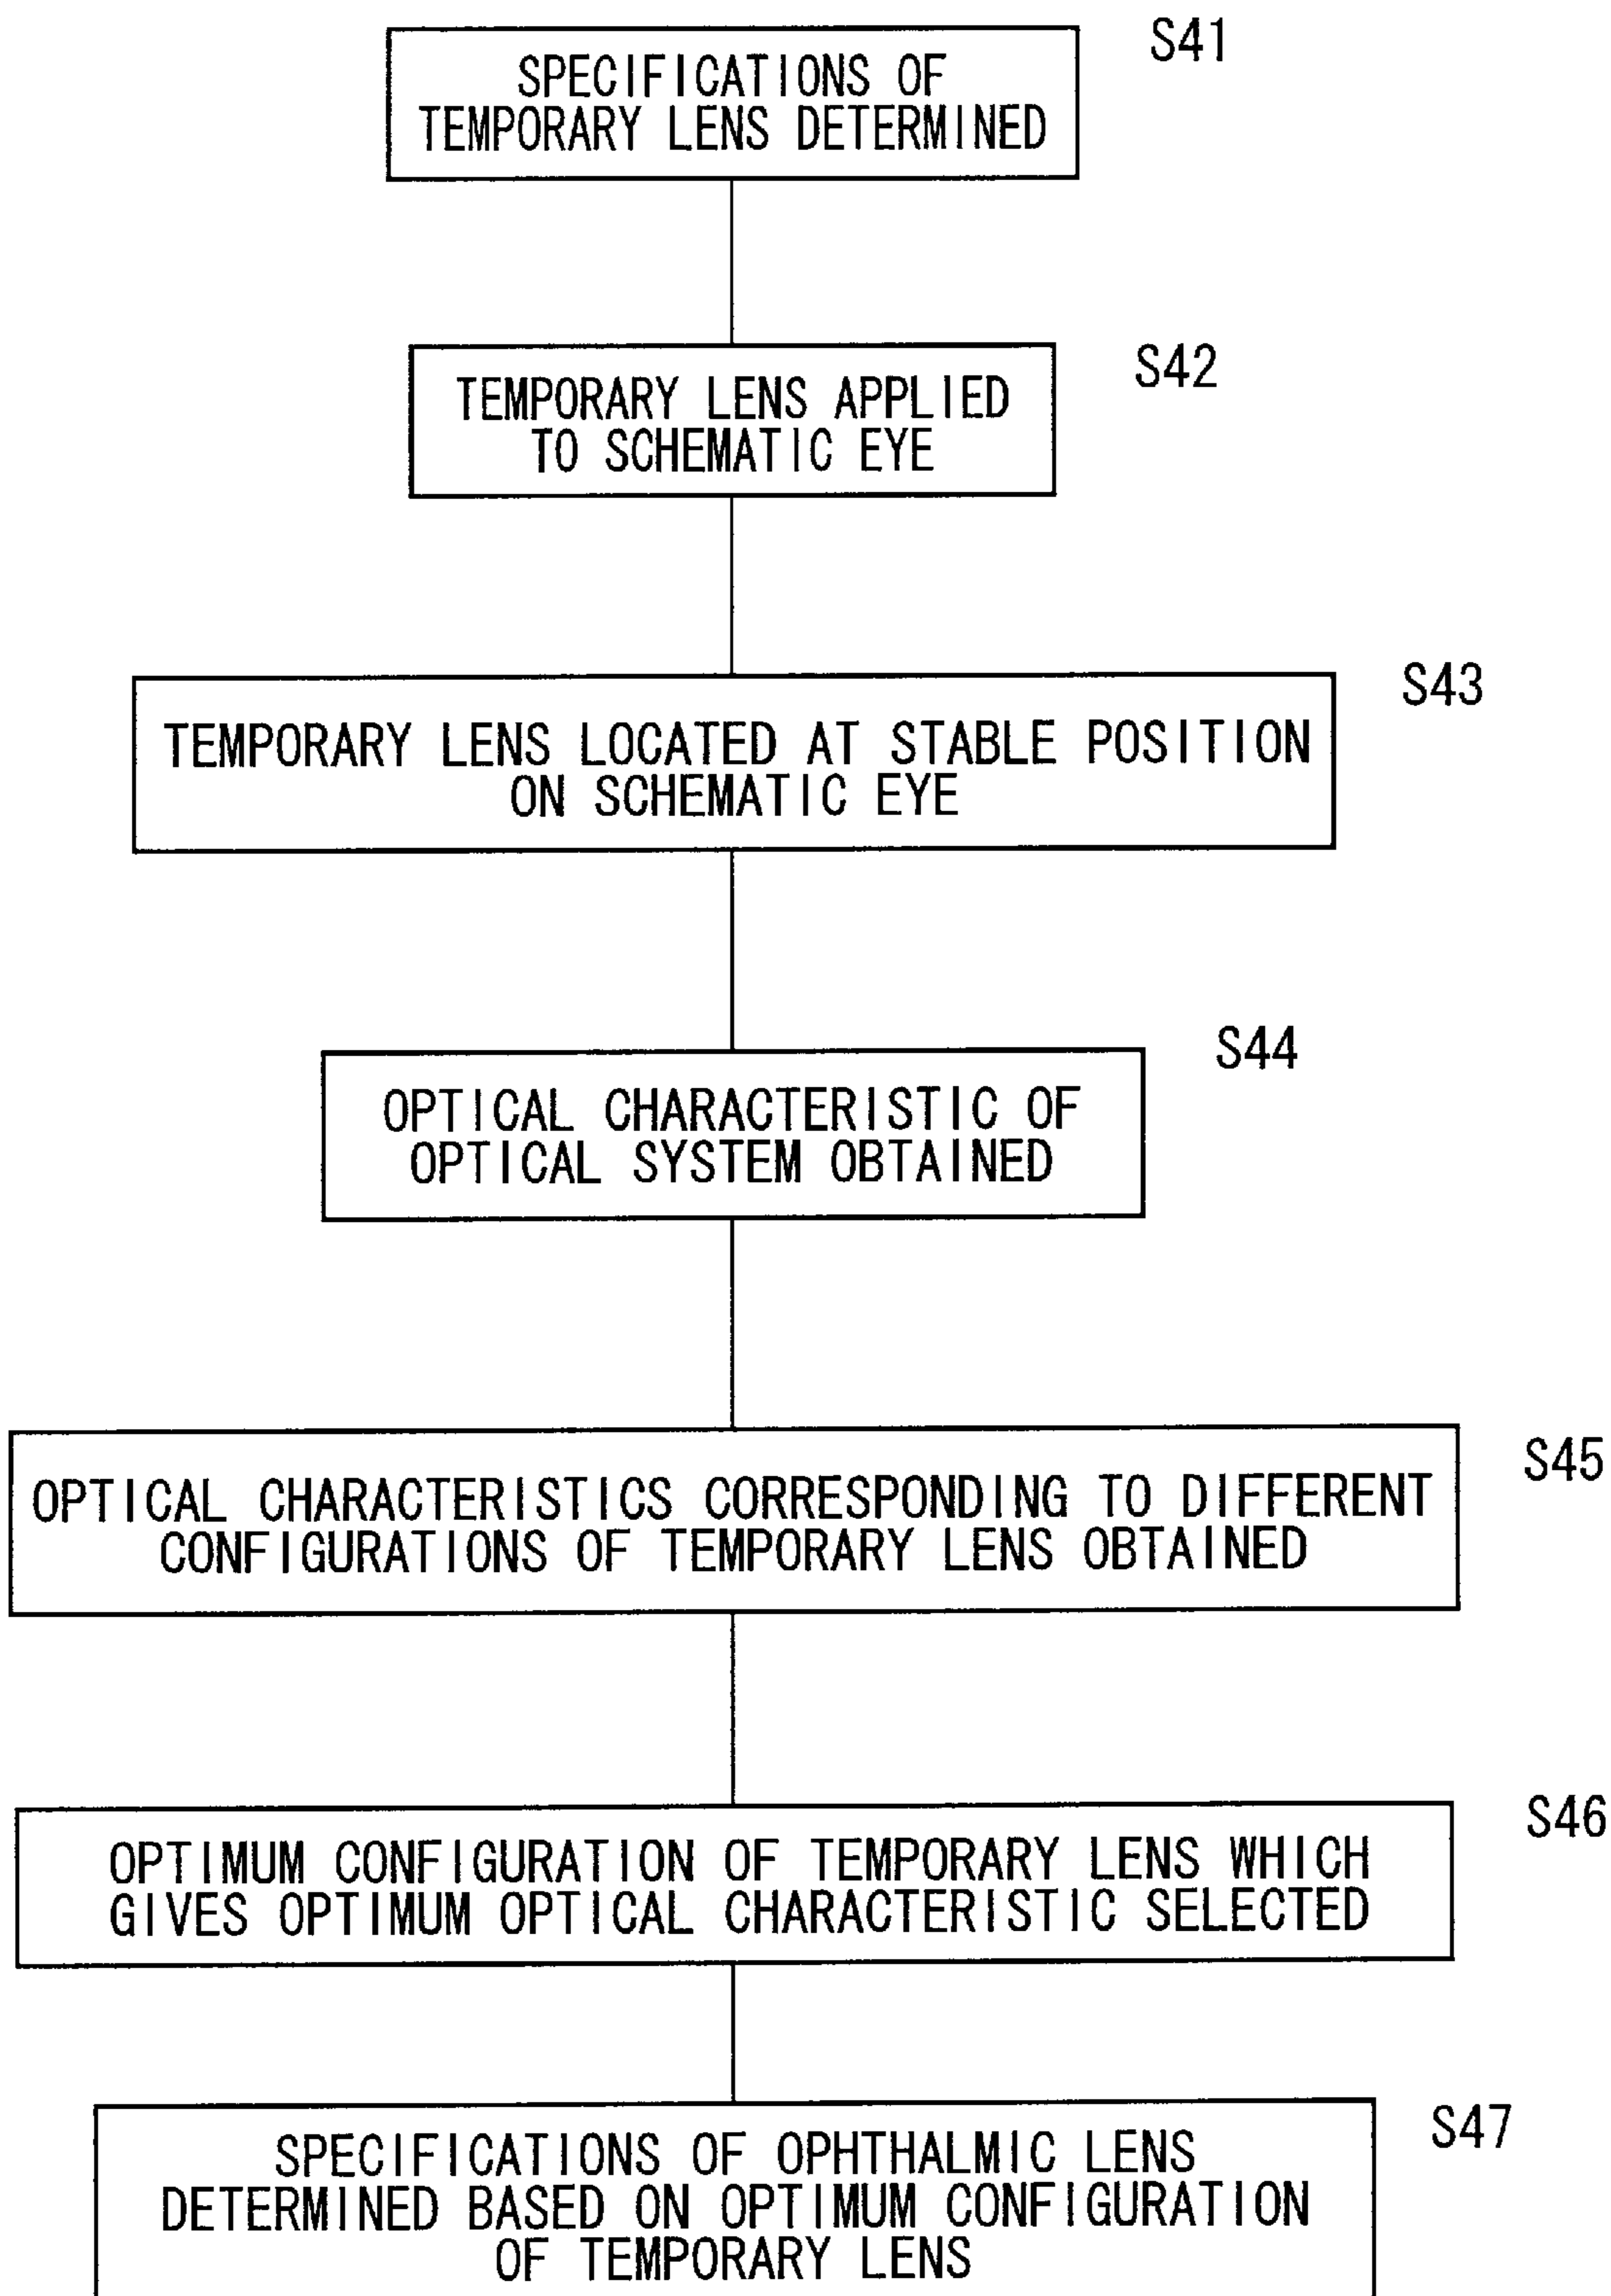 S41
SPECIFICATIONS OF
TEMPORARY LENS DETERMINED
S42
TEMPORARY LENS APPLIED
TO SCHEMATIC EYE
S43
TEMPORARY LENS LOCATED AT STABLE POSITION
ON SCHEMATIC EYE
S44
OPTICAL CHARACTERISTIC OF
OPTICAL SYSTEM OBTAINED
S45
OPTICAL CHARACTERISTICS CORRESPONDING TO DIFFERENT
CONFIGURATIONS OF TEMPORARY LENS OBTAINED
S46
OPTIMUM CONFIGURATION OF TEMPORARY LENS WHICH
GIVES OPTIMUM OPTICAL CHARACTERISTIC SELECTED
S47
SPECIFICATIONS OF OPHTHALMIC LENS
DETERMINED BASED ON OPTIMUM CONFIGURATION
OF TEMPORARY LENS